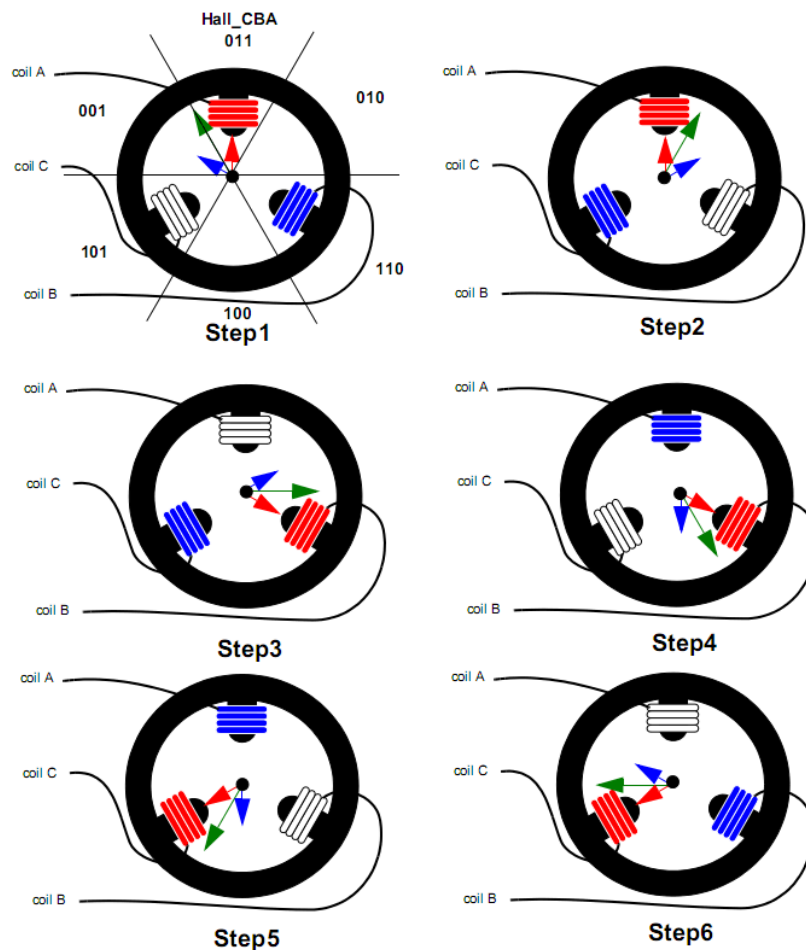 Hall_CBA
011
coil A
coil A
001
010
coil C
coil C
101
110
coil B
100
coil B
Step1
Step2
coil A
coil A
coil C
coil C
coil B
coil B
Step3
Step4
coil A
coil A
coil C
coil C
coil B
coil B
Step5
Step6